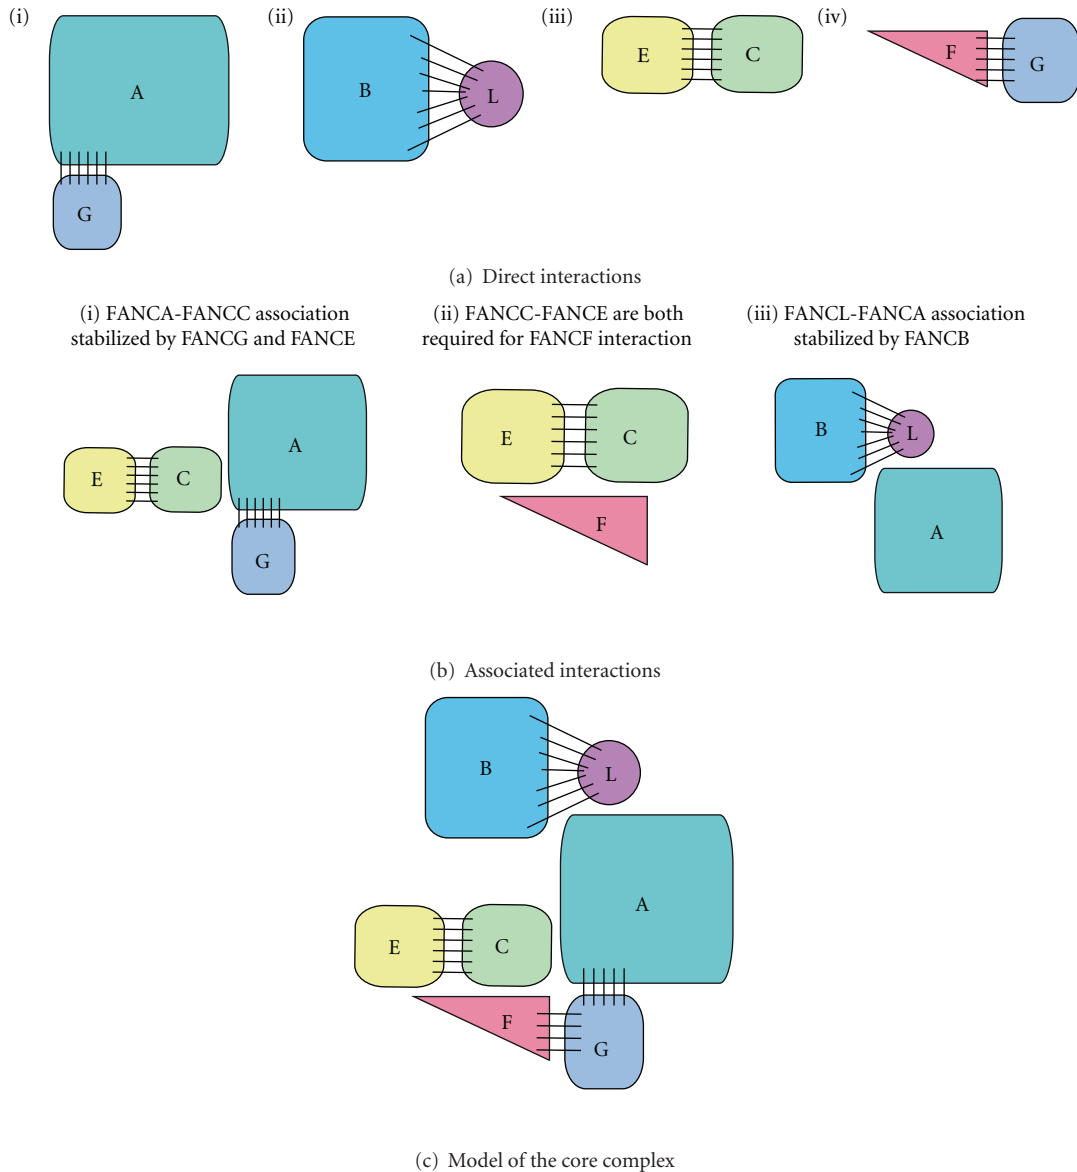 (i)
(ii)
(iii)
(iv)
A
G
B
L
E
C
F
G
(a) Direct interactions
(i) FANCA-FANCC association
stabilized by FANCG and FANCE
(ii) FANCC-FANCE are both
required for FANCF interaction
(iii) FANCL-FANCA association
stabilized by FANCB
E
C
A
G
E
C
F
B
L
A
(b) Associated interactions
B
L
A
E
C
F
G
(c) Model of the core complex